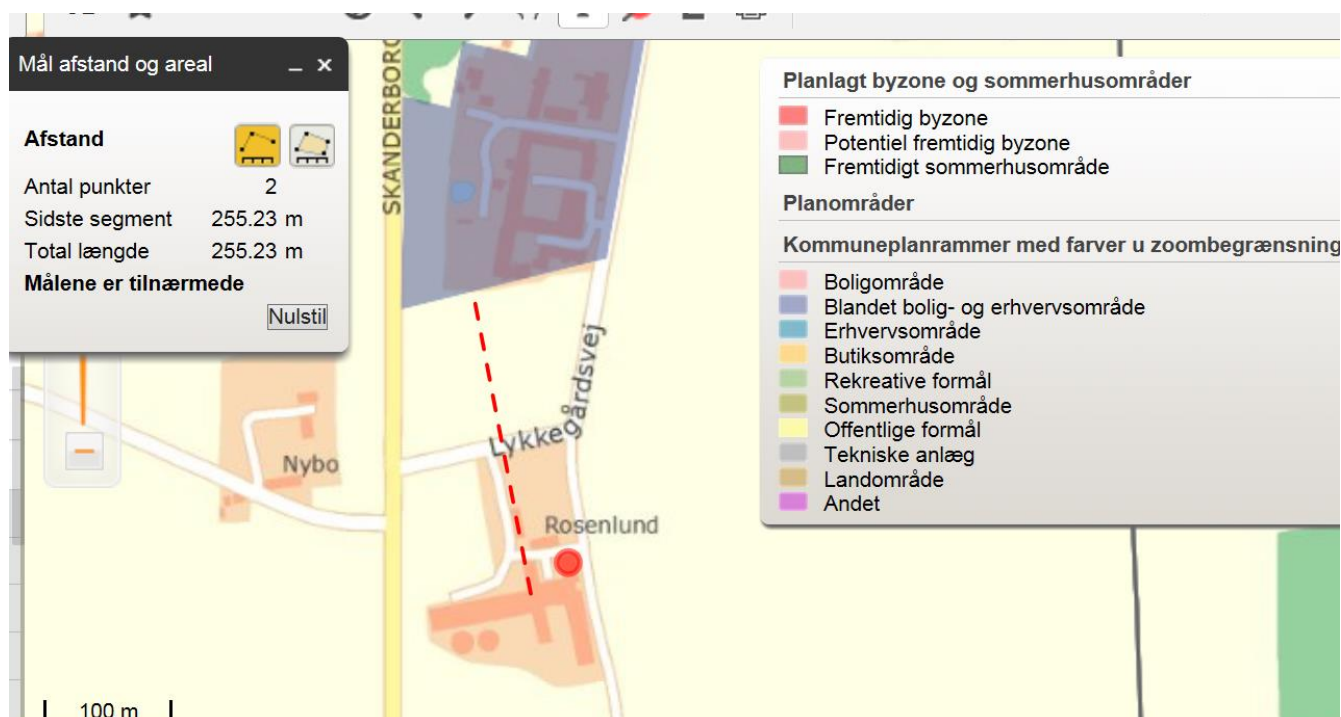 Mål afstand og areal
Afstand
Antal punkter 2
Sidste segment 255.23 m
Total længde 255.23 m
Målene er tilnærmede
Nulstil
SKANDERBORG
Lykkegårdsvej
Nybo
Rosenlund
100 m
Planlagt byzone og sommerhusområder
Fremtidig byzone
Potentiel fremtidig byzone
Fremtidigt sommerhusområde
Planområder
Kommuneplanrammer med farver u zoombegrænsning
Boligområde
Blandet bolig- og erhvervsområde
Erhvervsområde
Butiksområde
Rekreative formål
Sommerhusområde
Offentlige formål
Tekniske anlæg
Landområde
Andet